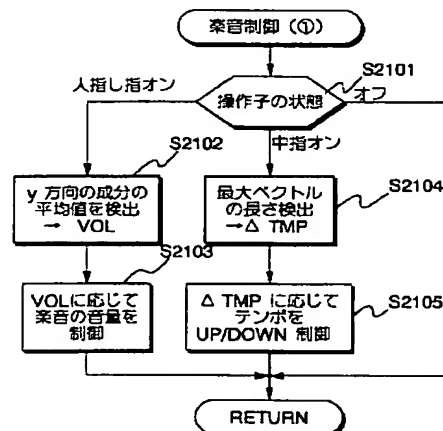 楽音制御 (①)
S2101
操作子の状態
人指し指オン
オフ
中指オン
S2102
y 方向の成分の
平均値を検出
→ VOL
S2104
最大ベクトル
の長さ検出
→Δ TMP
S2103
VOLに応じて
楽音の音量を
制御
S2105
Δ TMP に応じて
テンポを
UP/DOWN 制御
RETURN